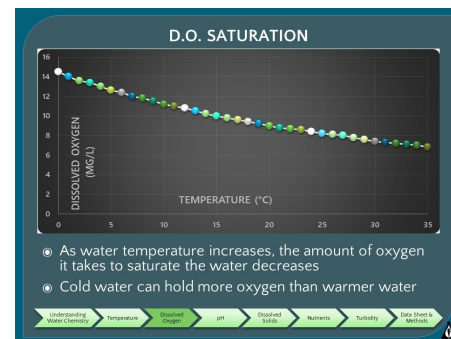 D.O. SATURATION
16
14
12
10
8
6
4
2
0
DISSOLVED OXYGEN
(MG/L)
TEMPERATURE (°C)
0 5 10 15 20 25 30 35
As water temperature increases, the amount of oxygen
it takes to saturate the water decreases
Cold water can hold more oxygen than warmer water
Understanding
Water Chemistry
Temperature
Dissolved
Oxygen
pH
Dissolved
Solids
Nutrients
Turbidity
Data Sheet &
Methods